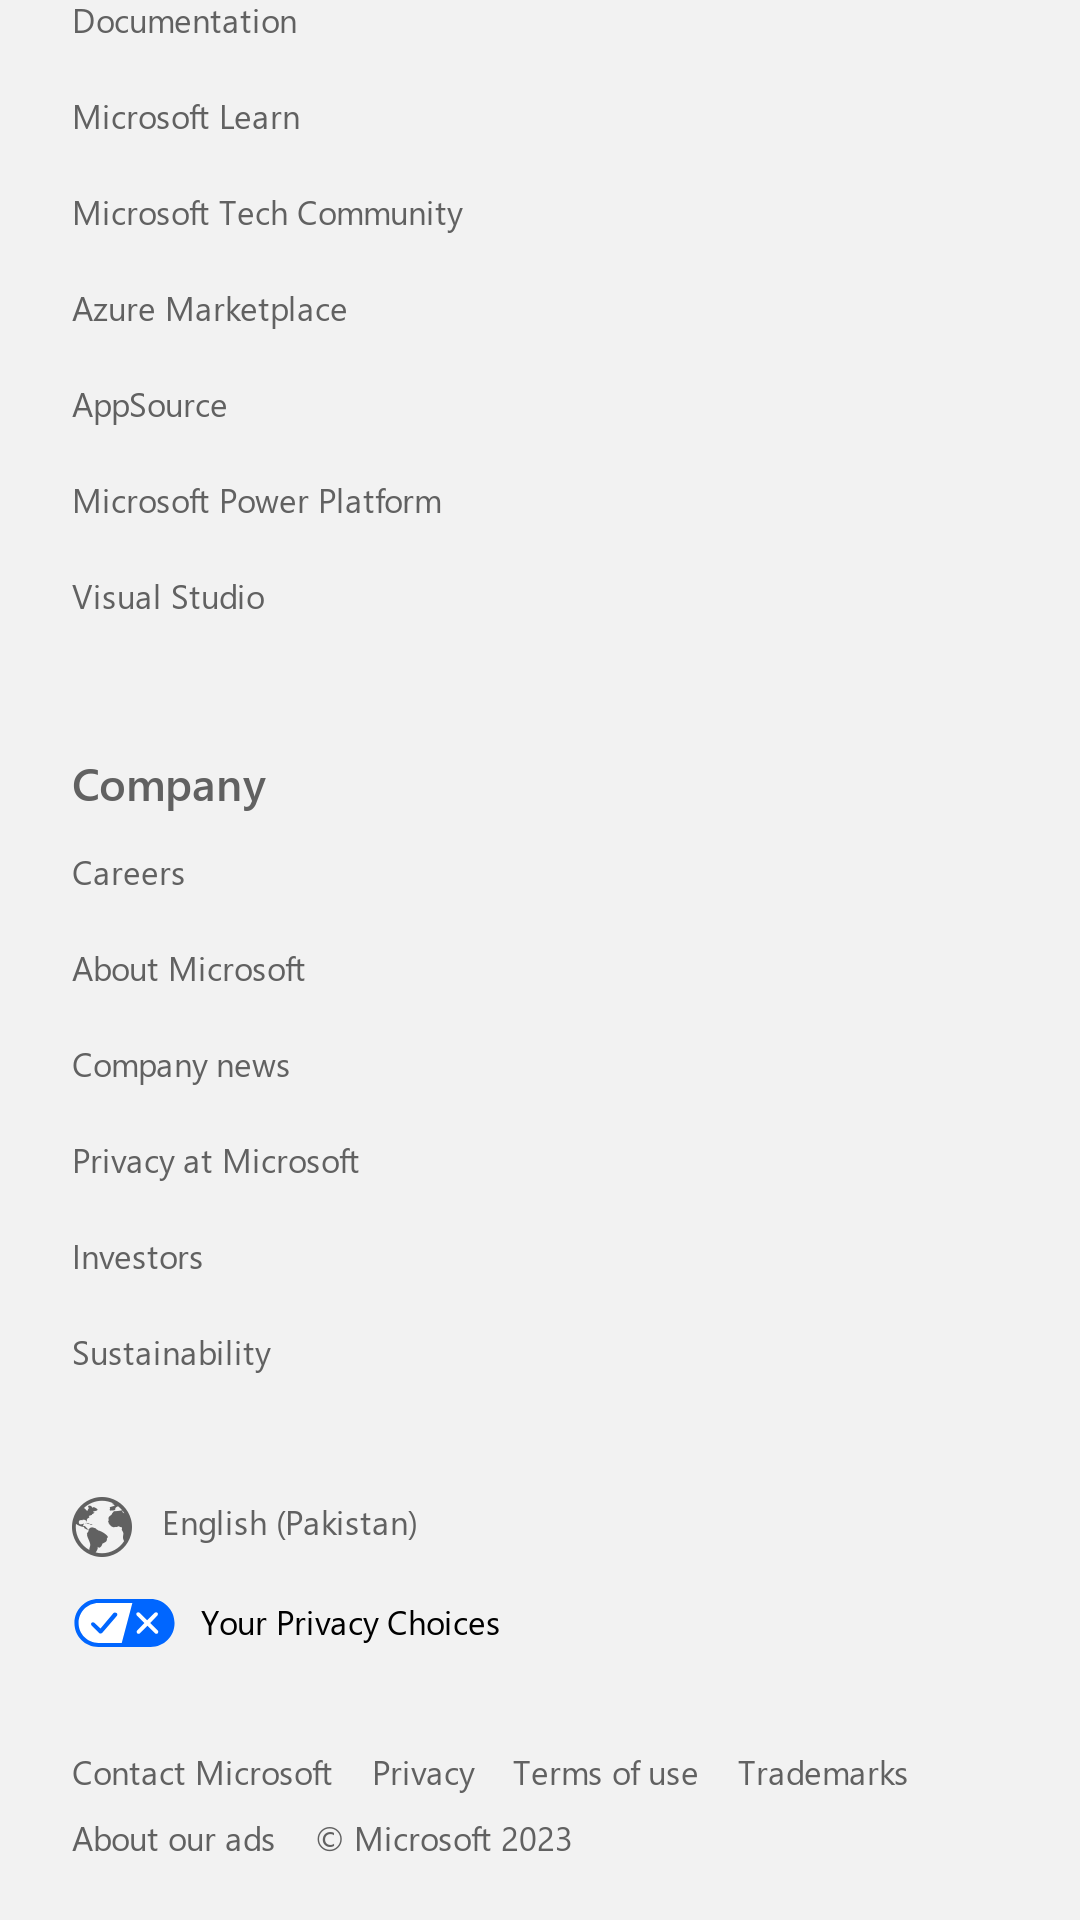 Documentation
Microsoft Learn
Microsoft Tech Community
Azure Marketplace
AppSource
Microsoft Power Platform
Visual Studio
Company
Careers
About Microsoft
Company news
Privacy at Microsoft
Investors
Sustainability
English (Pakistan)
Your Privacy Choices
Contact Microsoft Privacy Terms of use Trademarks
About our ads © Microsoft 2023